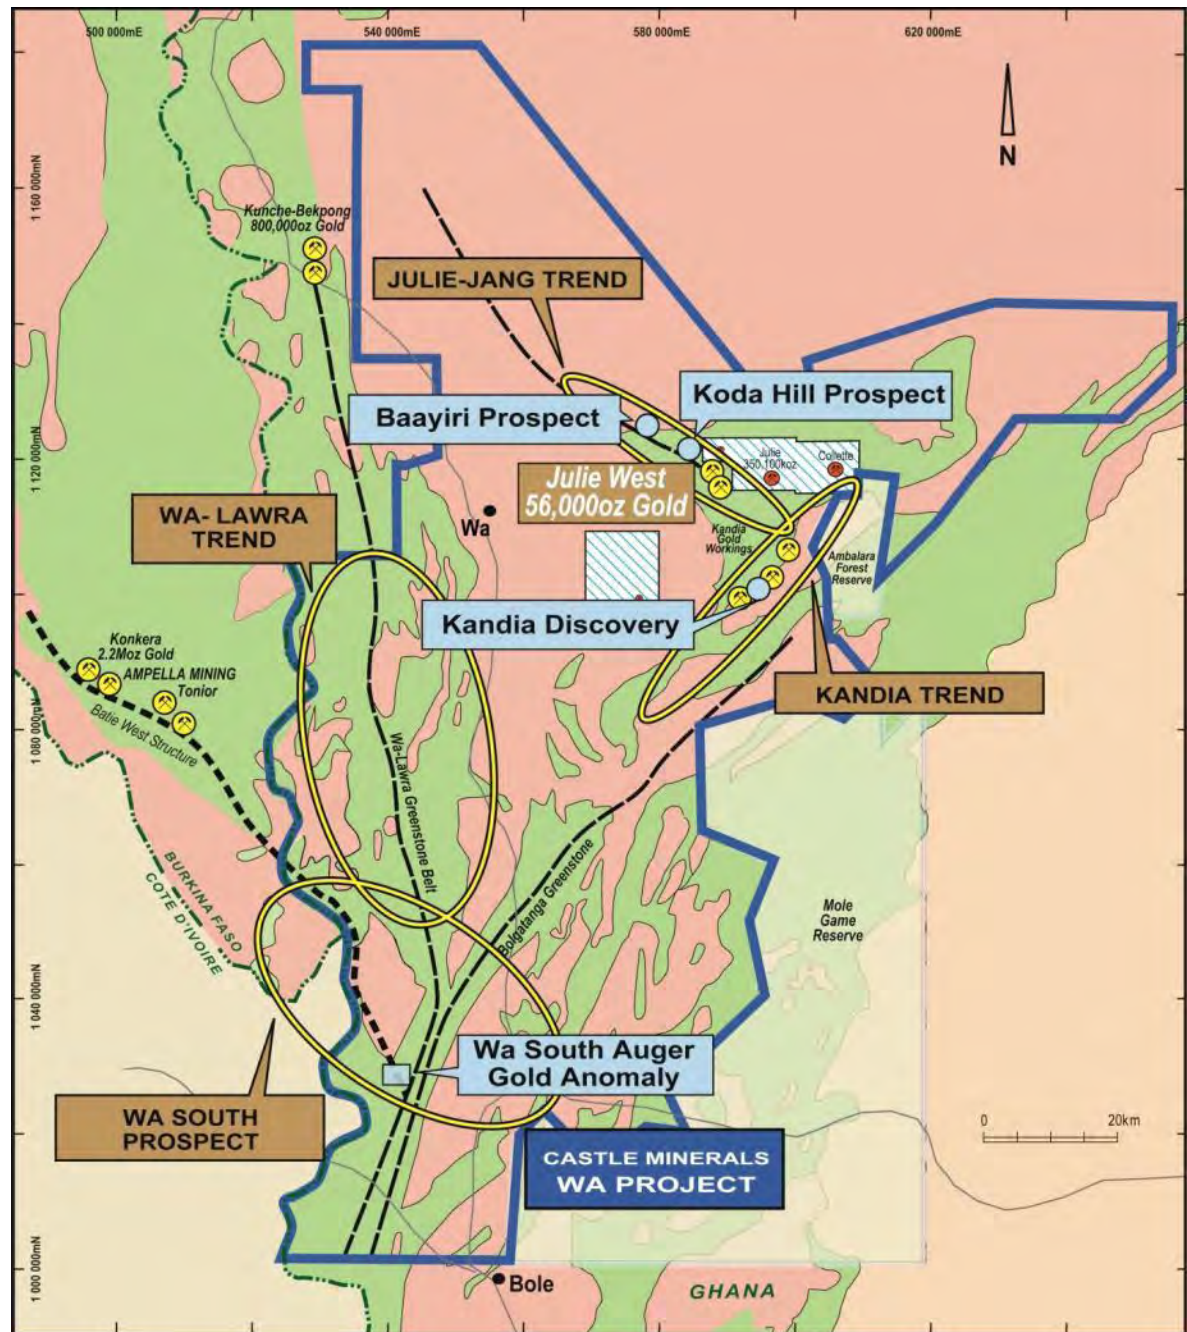 500 000mE
540 000mE
580 000mE
620 000mE
N
1 160 000mN
Kunche-Bekpong
800,000oz Gold
JULIE-JANG TREND
Koda Hill Prospect
Baayiri Prospect
1 120 000mN
Julie
350,100koz
Collette
Julie West
56,000oz Gold
WA- LAWRA
TREND
Wa
Kandia
Gold
Workings
Ambalara
Forest
Reserve
Kandia Discovery
Konkera
2.2Moz Gold
AMPELLA MINING
Tonior
KANDIA TREND
Batie West Structure
1 080 000mN
Wa-Lawra Greenstone Belt
Bolgatanga Greenstone
BURKINA FASO
COTE D'IVOIRE
Mole
Game
Reserve
1 040 000mN
Wa South Auger
Gold Anomaly
WA SOUTH
PROSPECT
0
20km
CASTLE MINERALS
WA PROJECT
1 000 000mN
Bole
GHANA